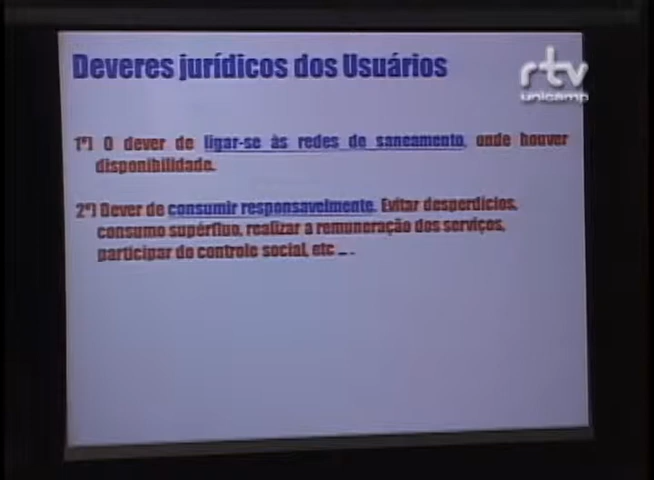 Deveres jurídicos dos Usuários
rtv
unicamp
1º) O dever de ligar-se às redes de saneamento, onde houver
disponibilidade.
2º) Dever de consumir responsavelmente. Evitar desperdícios,
consumo supérfluo, realizar a remuneração dos serviços,
participar do controle social, etc ... .